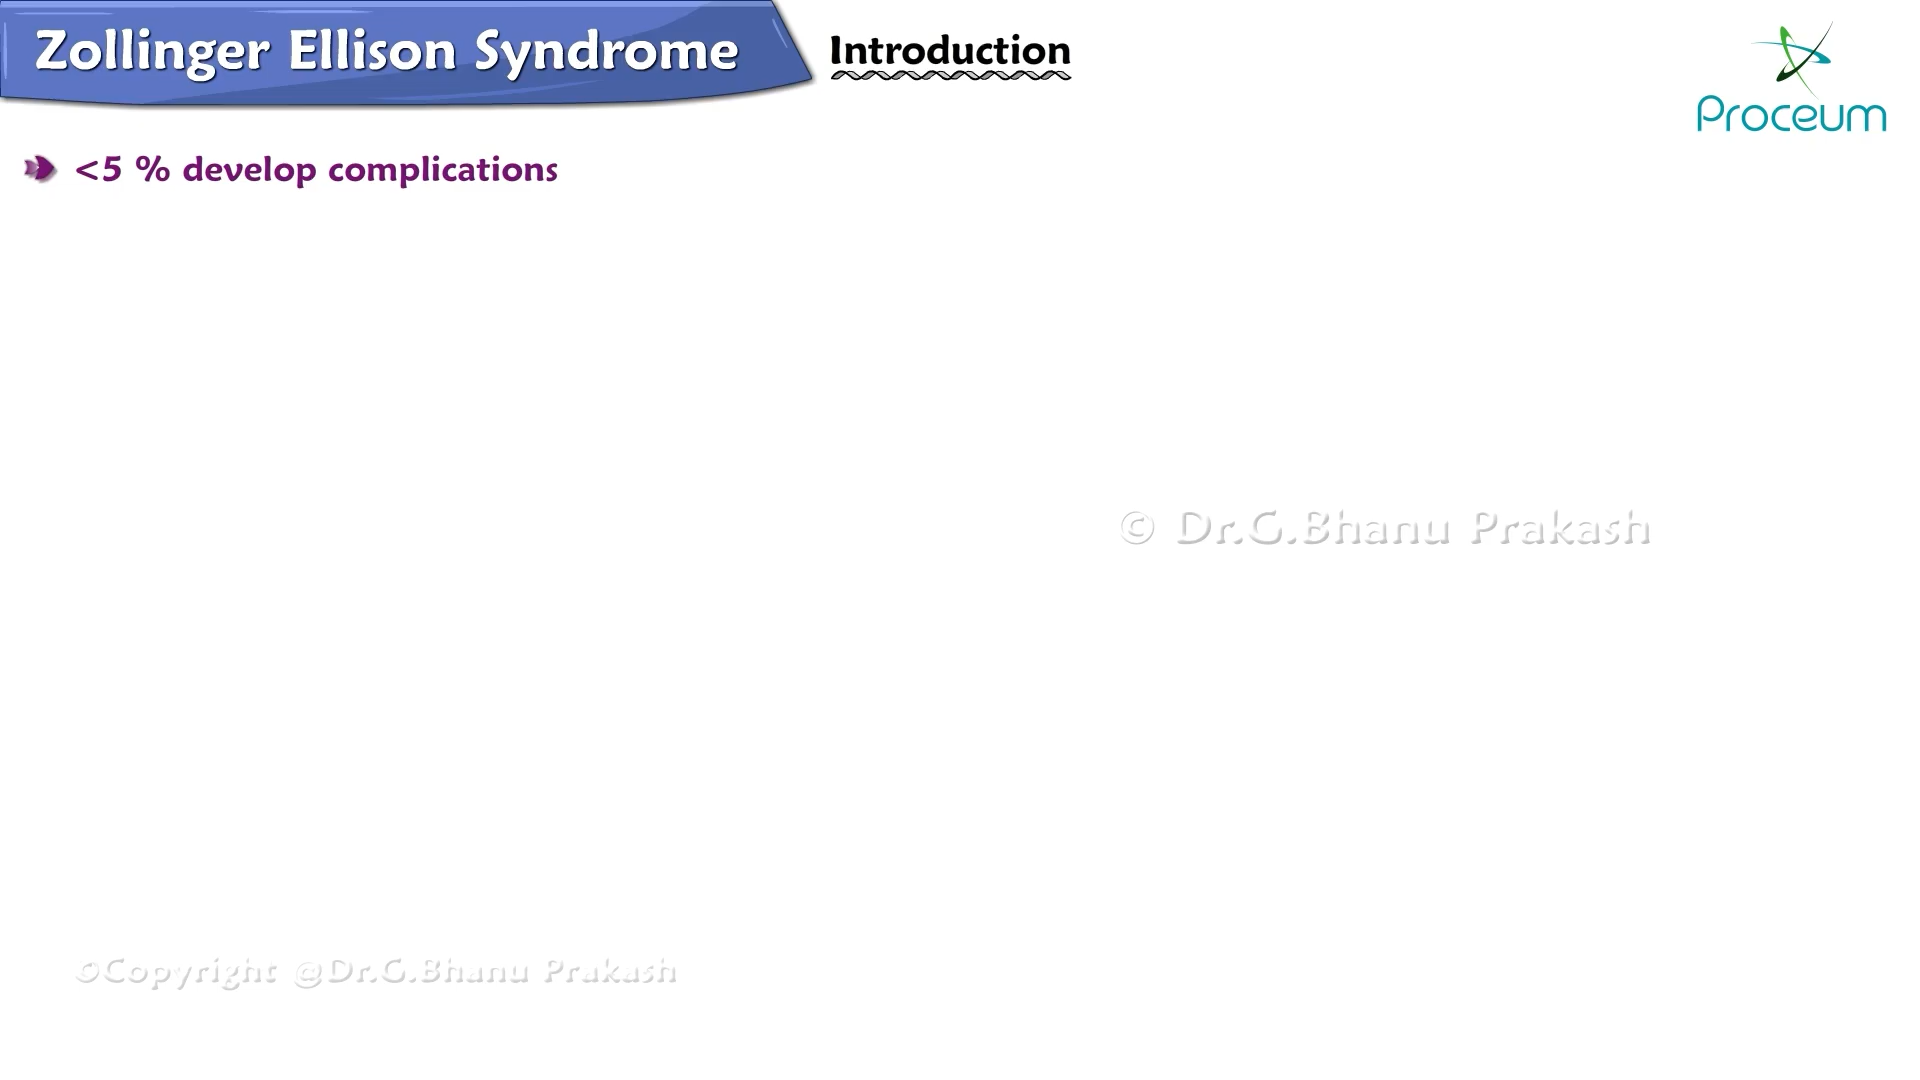 Zollinger Ellison Syndrome
Introduction
Proceum
<5 % develop complications
© Dr.G.Bhanu Prakash
©Copyright @Dr.G.Bhanu Prakash